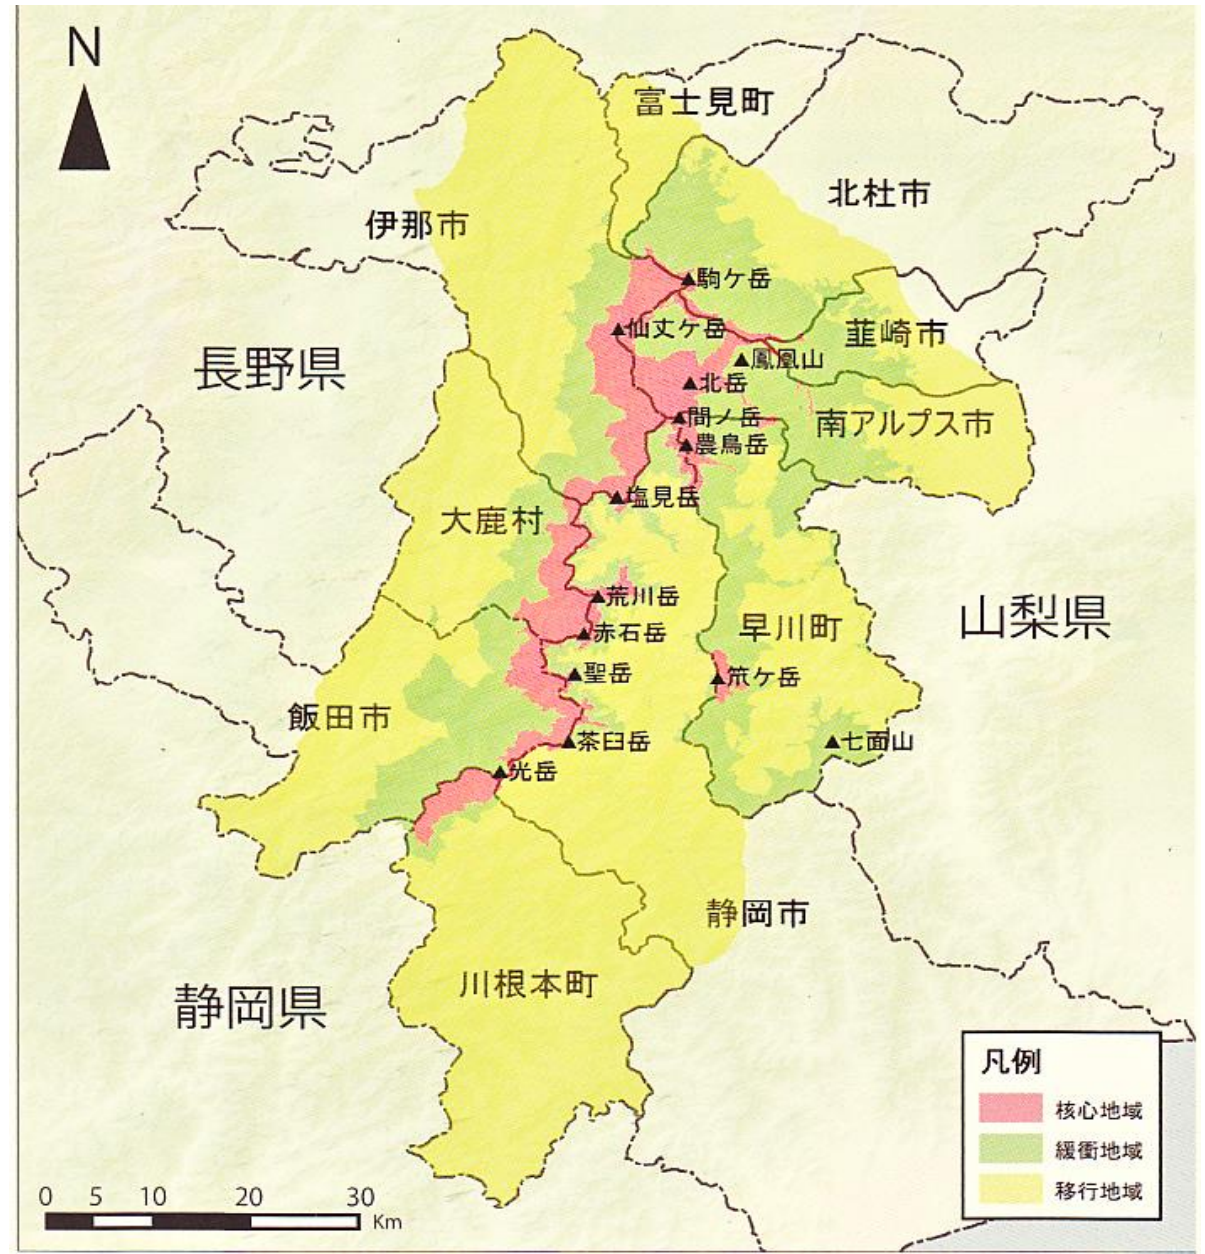 N
富士見町
北杜市
伊那市
▲駒ケ岳
▲仙丈ケ岳
韮崎市
長野県
▲鳳凰山
▲北岳
▲間ノ岳
南アルプス市
▲農鳥岳
▲塩見岳
大鹿村
▲荒川岳
山梨県
早川町
▲赤石岳
▲聖岳
▲笊ケ岳
飯田市
▲茶臼岳
▲七面山
▲光岳
静岡市
川根本町
静岡県
凡例
核心地域
緩衝地域
移行地域
0 5 10 20 30
Km